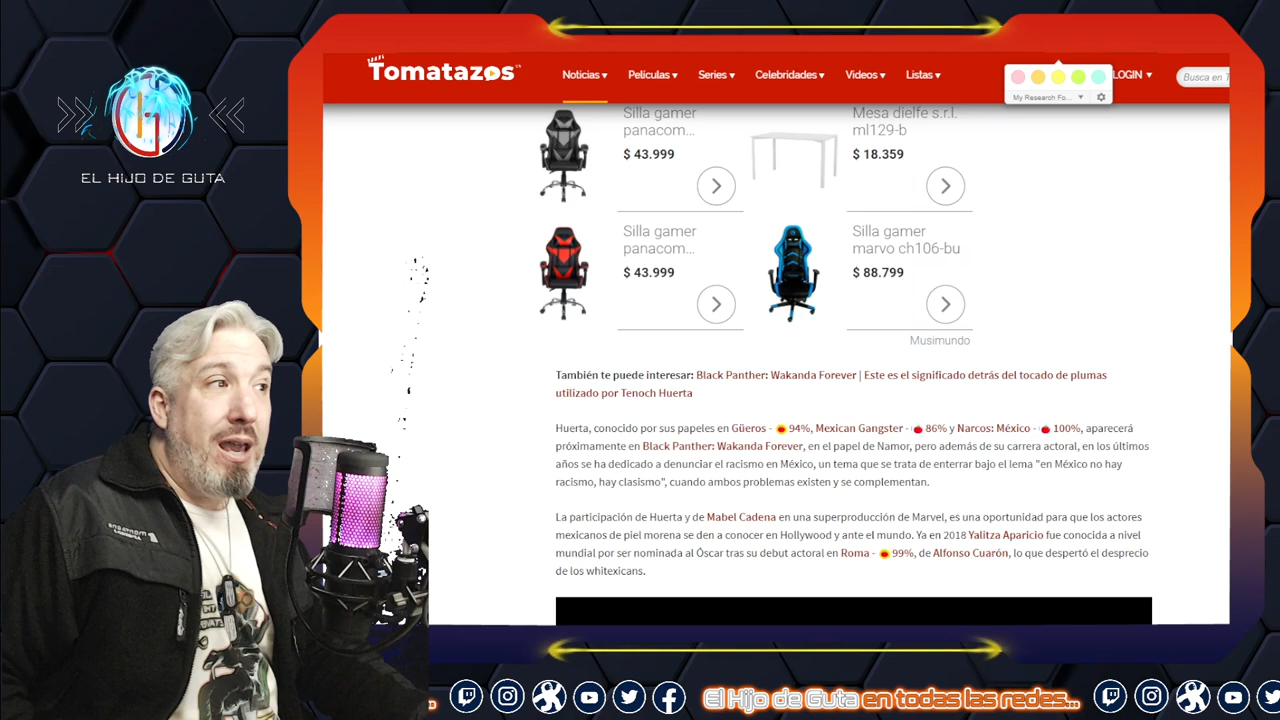 Tomatazos
Noticias ▾
Películas ▾
Series ▾
Celebridades ▾
Videos ▾
Listas ▾
LOGIN ▾
Busca en T
My Research Fo... ▾
EL HIJO DE GUTA
Silla gamer
panacom...
$ 43.999
Mesa dielfe s.r.l.
ml129-b
$ 18.359
Silla gamer
panacom...
$ 43.999
Silla gamer
marvo ch106-bu
$ 88.799
Musimundo
También te puede interesar: Black Panther: Wakanda Forever | Este es el significado detrás del tocado de plumas
utilizado por Tenoch Huerta
Huerta, conocido por sus papeles en Güeros - 94%, Mexican Gangster - 86% y Narcos: México - 100%, aparecerá
próximamente en Black Panther: Wakanda Forever, en el papel de Namor, pero además de su carrera actoral, en los últimos
años se ha dedicado a denunciar el racismo en México, un tema que se trata de enterrar bajo el lema "en México no hay
racismo, hay clasismo", cuando ambos problemas existen y se complementan.
La participación de Huerta y de Mabel Cadena en una superproducción de Marvel, es una oportunidad para que los actores
mexicanos de piel morena se den a conocer en Hollywood y ante el mundo. Ya en 2018 Yalitza Aparicio fue conocida a nivel
mundial por ser nominada al Óscar tras su debut actoral en Roma - 99%, de Alfonso Cuarón, lo que despertó el desprecio
de los whitexicans.
El Hijo de Guta en todas las redes...